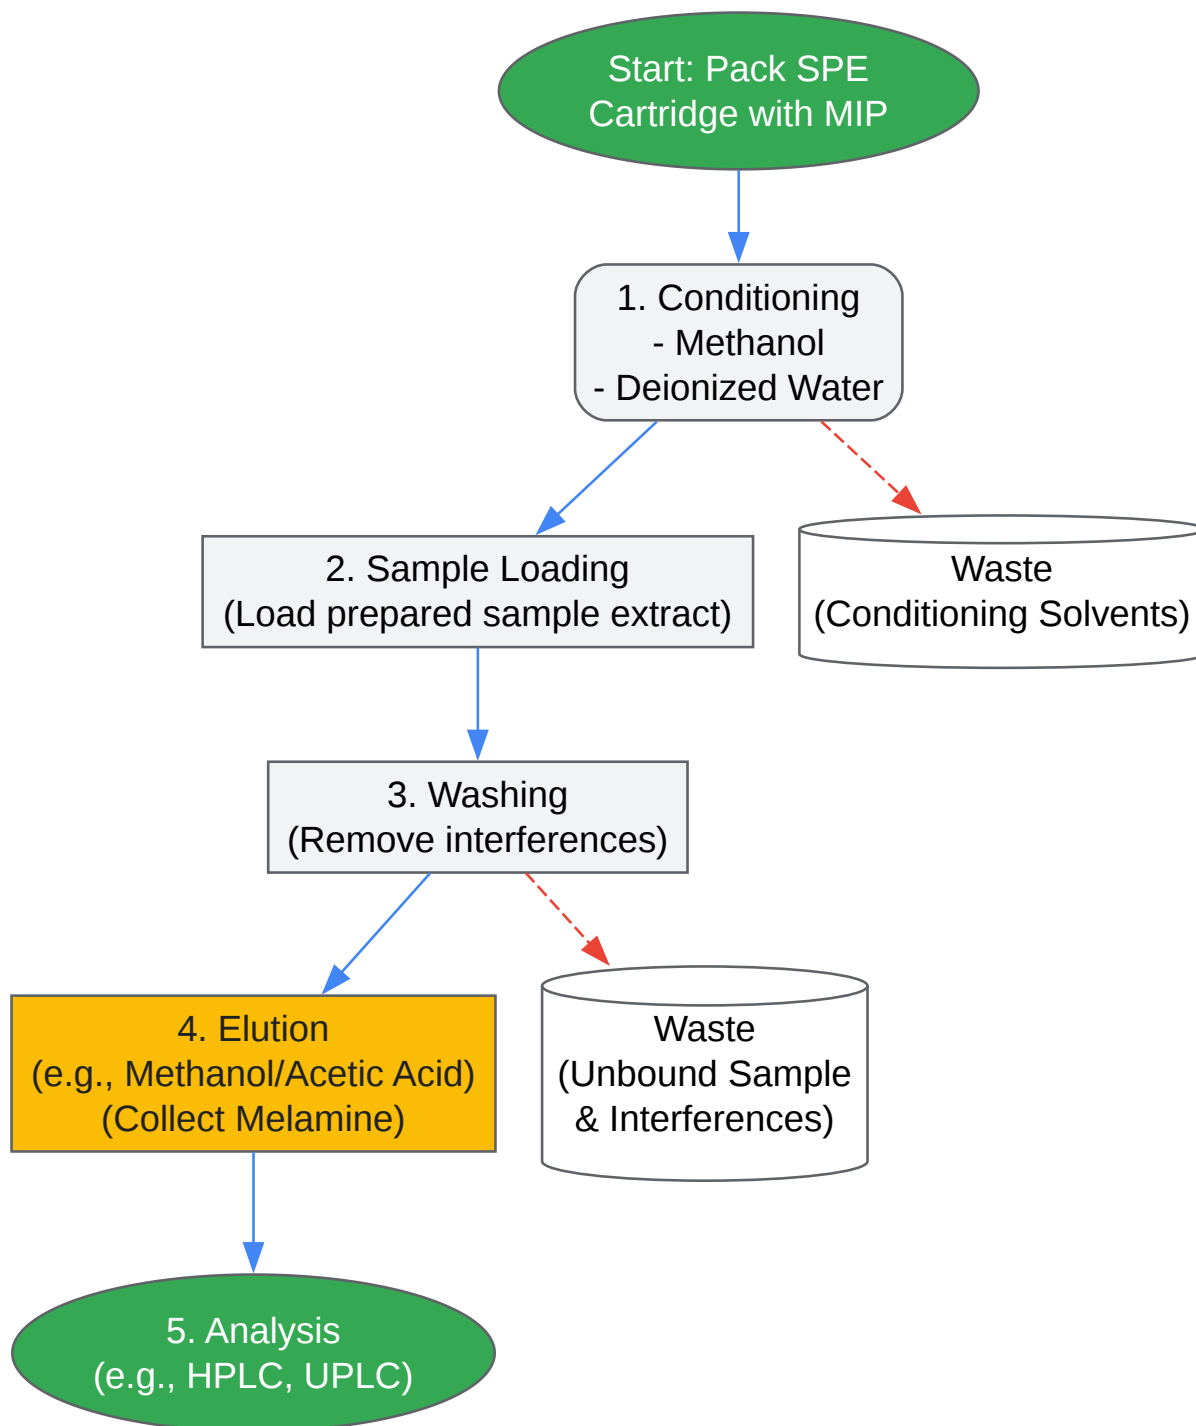 Start: Pack SPE
Cartridge with MIP
1. Conditioning
- Methanol
- Deionized Water
2. Sample Loading
(Load prepared sample extract)
Waste
(Conditioning Solvents)
3. Washing
(Remove interferences)
4. Elution
(e.g., Methanol/Acetic Acid)
(Collect Melamine)
Waste
(Unbound Sample
& Interferences)
5. Analysis
(e.g., HPLC, UPLC)